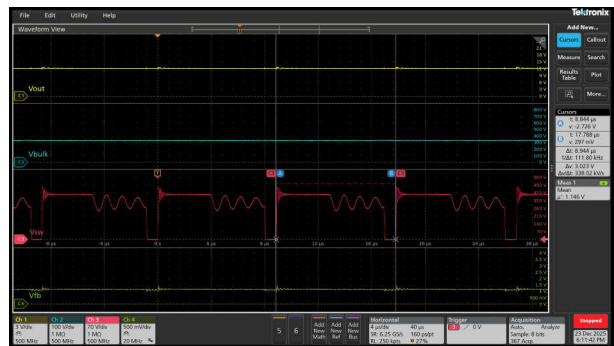 File Edit Utility Help
Tektronix
Waveform View
Add New...
Cursors Callout
Measure Search
Results Table Plot
More...
Vout
Vbulk
Vsw
Vfb
Cursors
t: 8.844 µs
v: -2.726 V
t: 17.788 µs
v: 297 mV
Δt: 8.944 µs
1/Δt: 111.80 kHz
Δv: 3.023 V
Δv/Δt: 338.02 kV/s
Meas 1
Mean
µ': 1.146 V
Ch 1
3 V/div
500 MHz
Ch 2
100 V/div
1 MΩ
500 MHz
Ch 3
70 V/div
1 MΩ
500 MHz
Ch 4
500 mV/div
20 MHz
5 6
Add New Math
Add New Ref
Add New Bus
Horizontal
4 µs/div 40 µs
SR: 6.25 GS/s 160 ps/pt
RL: 250 kpts 27%
Trigger
0 V
Acquisition
Auto, Analyze
Sample: 8 bits
367 Acqs
Stopped
23 Dec 2025
6:11:42 PM